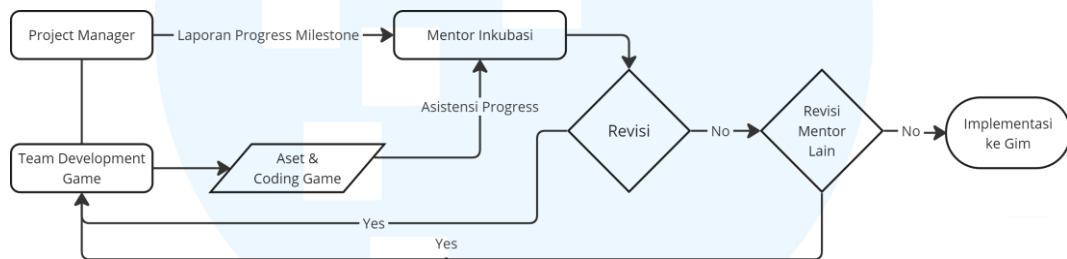 Project Manager
Laporan Progress Milestone
Mentor Inkubasi
Asistensi Progress
Revisi
No
Revisi
Mentor
Lain
No
Implementasi
ke Gim
Team Development
Game
Aset &
Coding Game
Yes
Yes